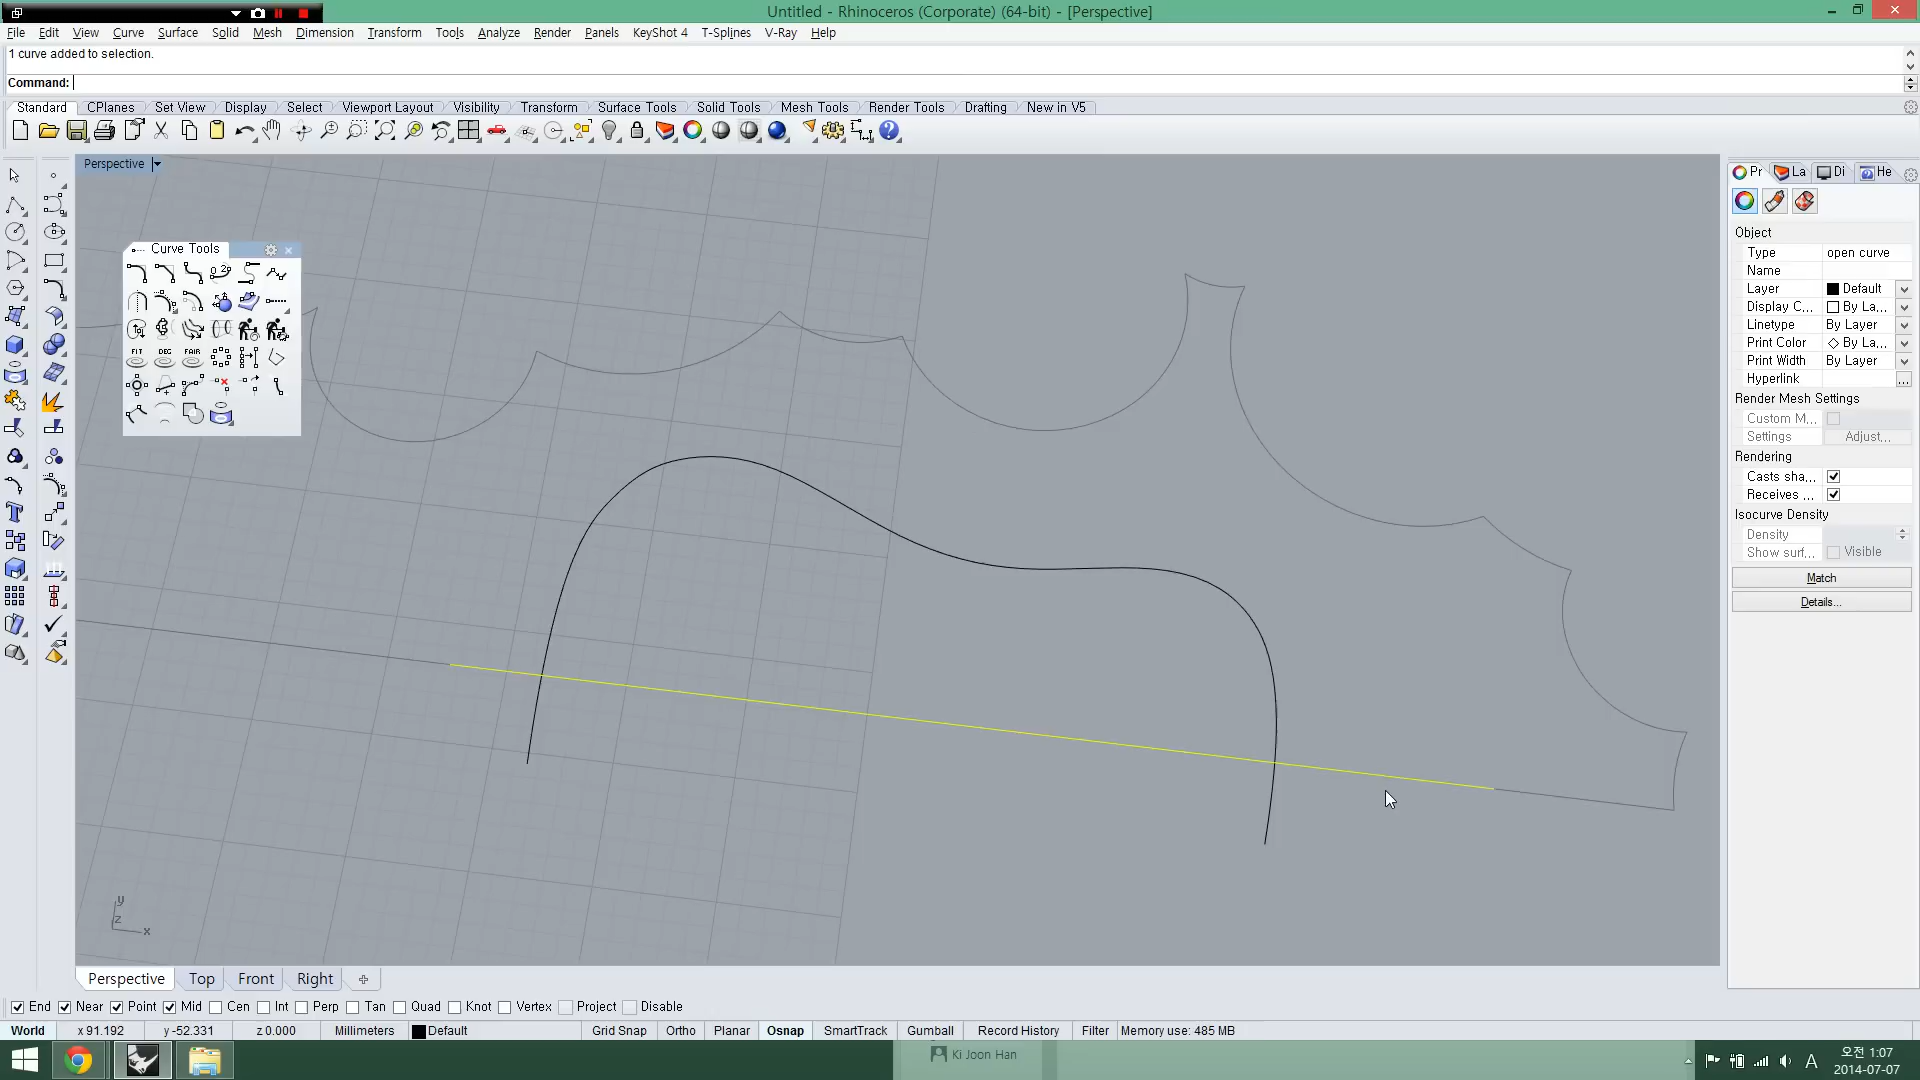 Untitled - Rhinoceros (Corporate) (64-bit) - [Perspective]
File Edit View Curve Surface Solid Mesh Dimension Transform Tools Analyze Render Panels KeyShot 4 T-Splines V-Ray Help
1 curve added to selection.
Command:
Standard CPlanes Set View Display Select Viewport Layout Visibility Transform Surface Tools Solid Tools Mesh Tools Render Tools Drafting New in V5
Perspective
Curve Tools
FIT DEG FAIR
Pr La Di He
Object
Type open curve
Name
Layer Default
Display C... By La...
Linetype By Layer
Print Color By La...
Print Width By Layer
Hyperlink ...
Render Mesh Settings
Custom M...
Settings Adjust...
Rendering
Casts sha...
Receives ...
Isocurve Density
Density
Show surf... Visible
Match
Details...
y
z
x
Perspective Top Front Right
End Near Point Mid Cen Int Perp Tan Quad Knot Vertex Project Disable
World x 91.192 y -52.331 z 0.000 Millimeters Default Grid Snap Ortho Planar Osnap SmartTrack Gumball Record History Filter Memory use: 485 MB
Ki Joon Han
A
오전 1:07
2014-07-07